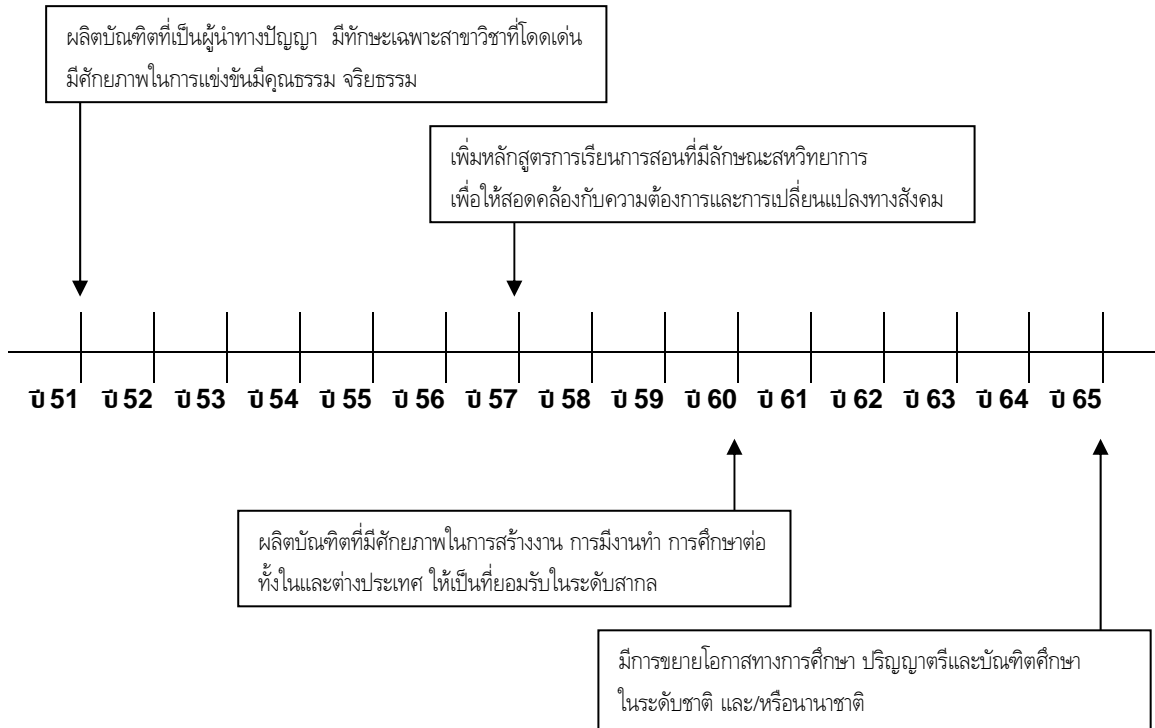 ผลิตบัณฑิตที่เป็นผู้นำทางปัญญา มีทักษะเฉพาะสาขาวิชาที่โดดเด่น
มีศักยภาพในการแข่งขันมีคุณธรรม จริยธรรม
เพิ่มหลักสูตรการเรียนการสอนที่มีลักษณะสหวิทยาการ
เพื่อให้สอดคล้องกับความต้องการและการเปลี่ยนแปลงทางสังคม
ปี 51 ปี 52 ปี 53 ปี 54 ปี 55 ปี 56 ปี 57 ปี 58 ปี 59 ปี 60 ปี 61 ปี 62 ปี 63 ปี 64 ปี 65
ผลิตบัณฑิตที่มีศักยภาพในการสร้างงาน การมีงานทำ การศึกษาต่อ
ทั้งในและต่างประเทศ ให้เป็นที่ยอมรับในระดับสากล
มีการขยายโอกาสทางการศึกษา ปริญญาตรีและบัณฑิตศึกษา
ในระดับชาติ และ/หรือนานาชาติ